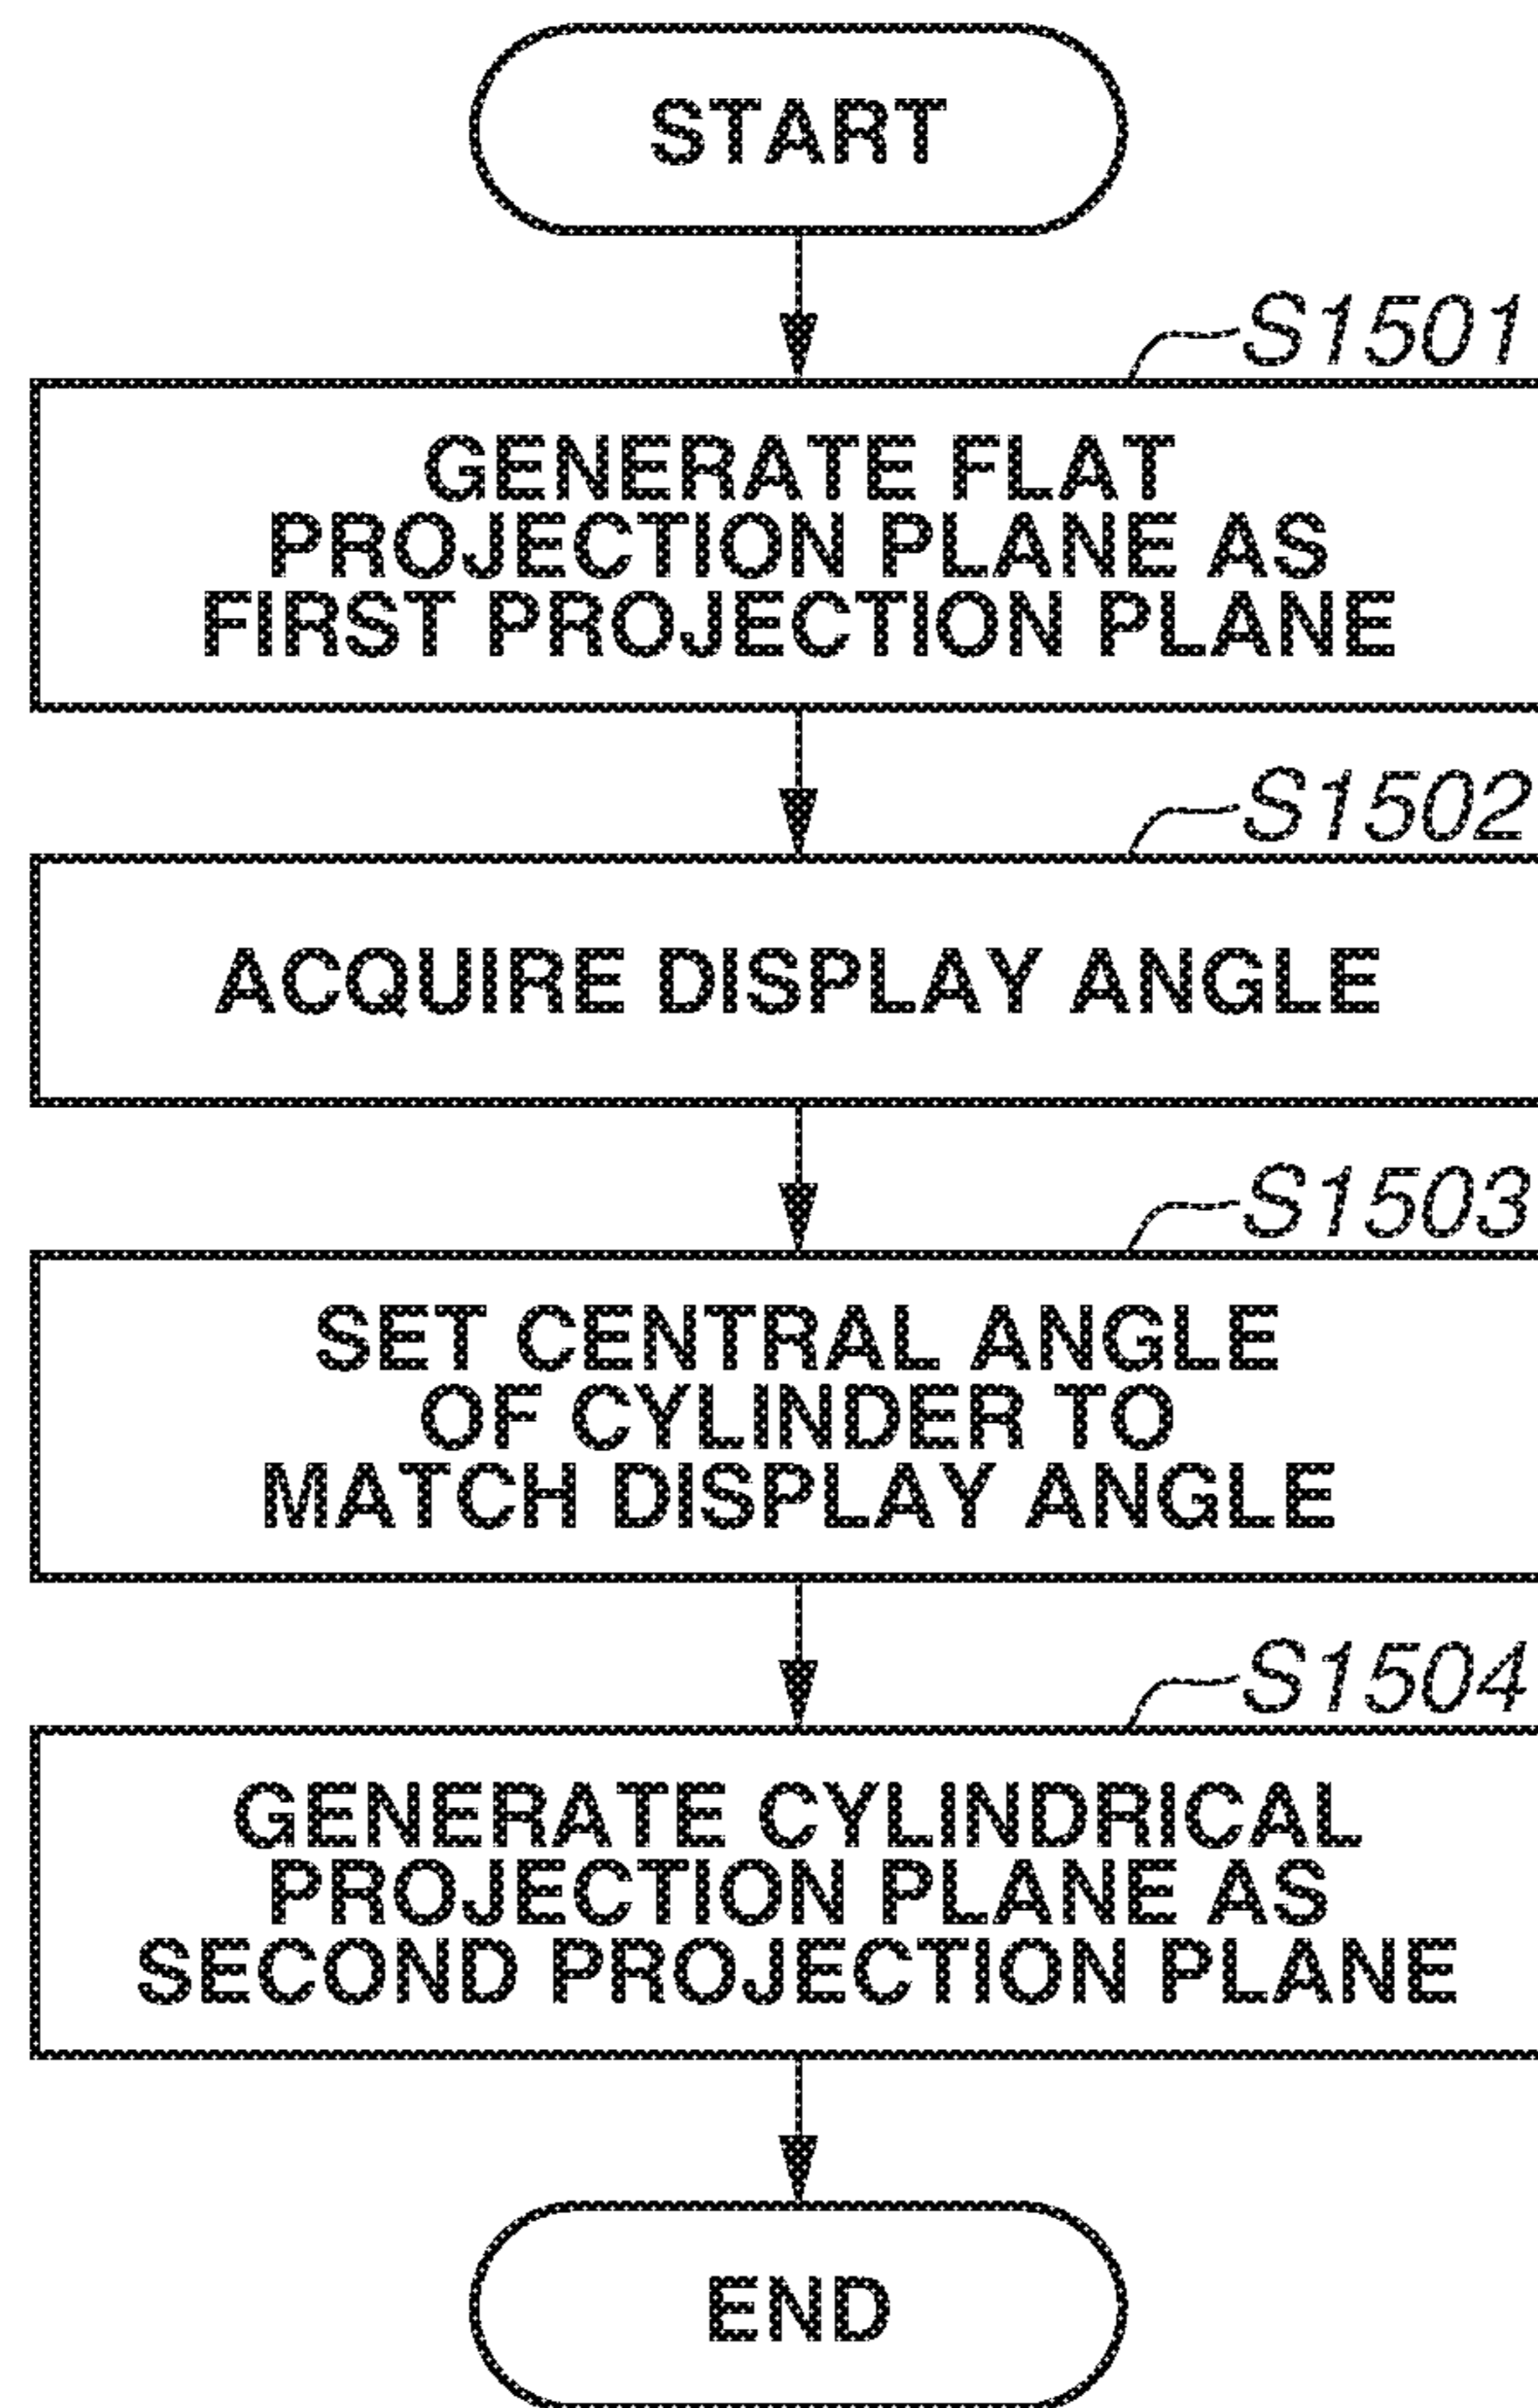 START
S1501
GENERATE FLAT
PROJECTION PLANE AS
FIRST PROJECTION PLANE
S1502
ACQUIRE DISPLAY ANGLE
S1503
SET CENTRAL ANGLE
OF CYLINDER TO
MATCH DISPLAY ANGLE
S1504
GENERATE CYLINDRICAL
PROJECTION PLANE AS
SECOND PROJECTION PLANE
END